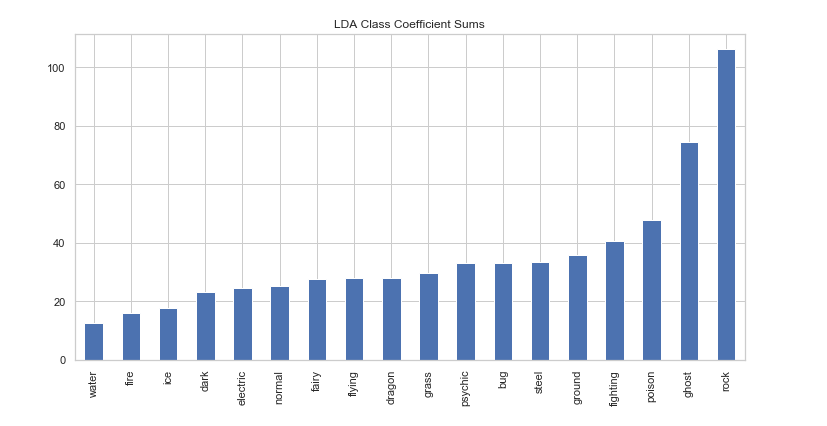 LDA Class Coefficient Sums
100
80
60
40
20
0
water
fire
ice
dark
electric
normal
fairy
flying
dragon
grass
psychic
bug
steel
ground
fighting
poison
ghost
rock